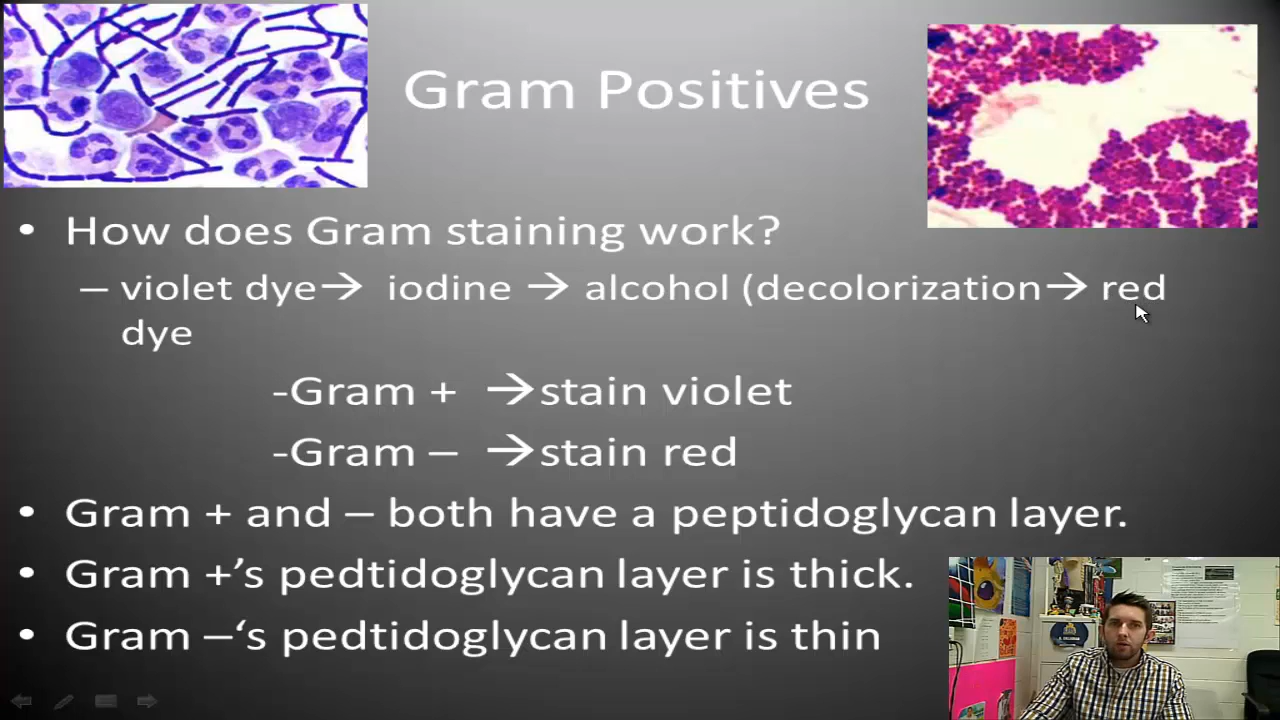 Gram Positives
• How does Gram staining work?
– violet dye→ iodine → alcohol (decolorization→ red
dye
-Gram + →stain violet
-Gram – →stain red
• Gram + and – both have a peptidoglycan layer.
• Gram +’s pedtidoglycan layer is thick.
• Gram –‘s pedtidoglycan layer is thin